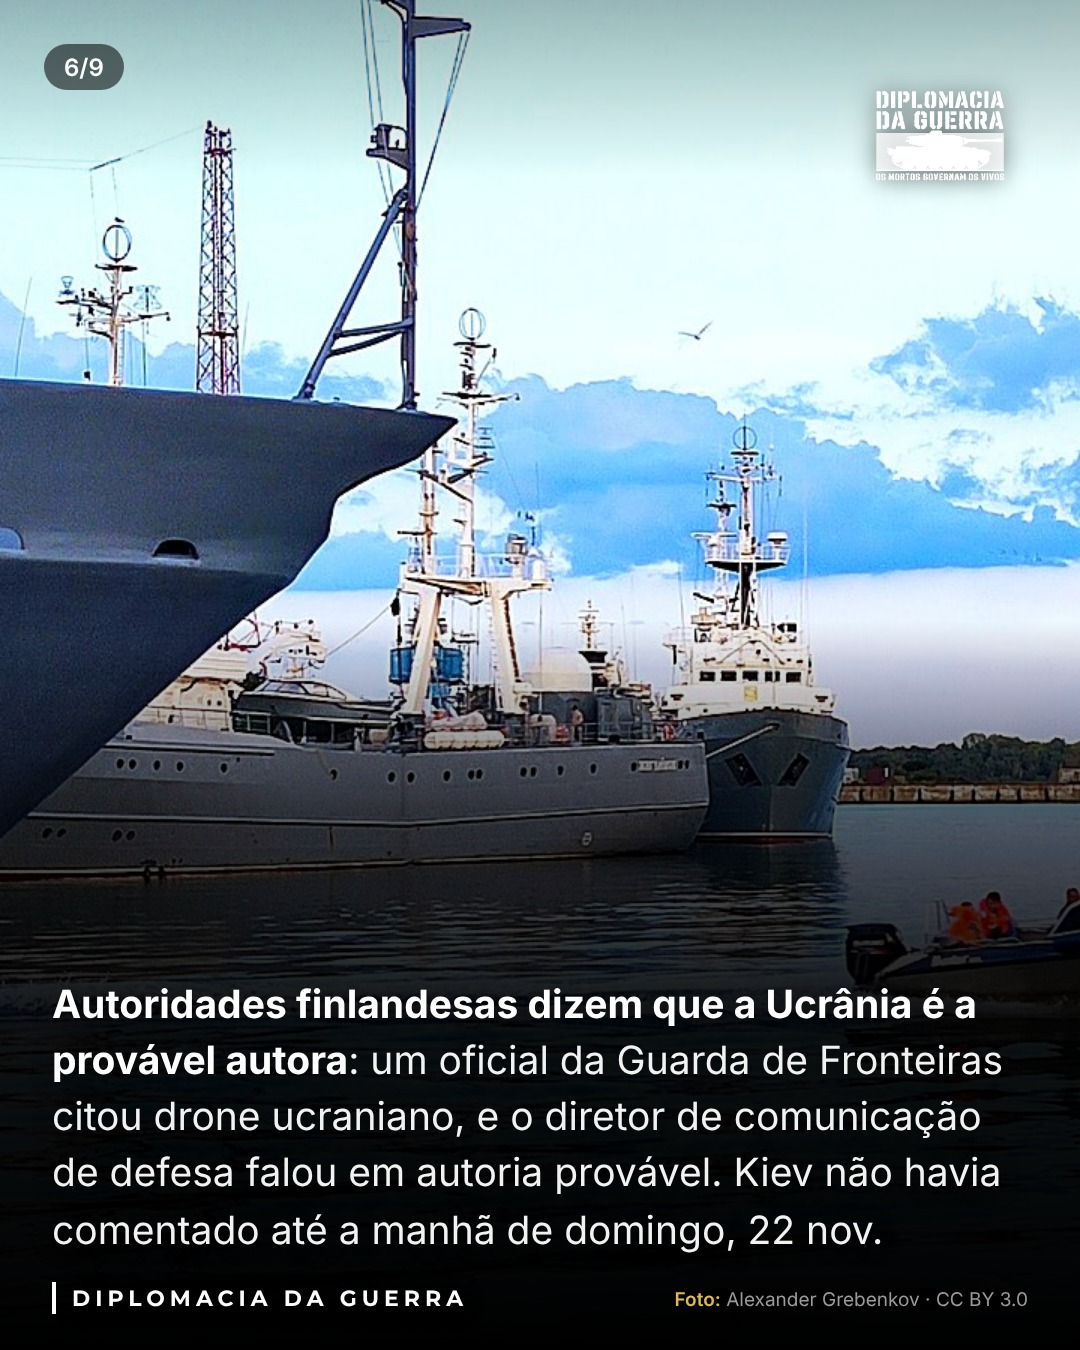 6/9
DIPLOMACIA
DA GUERRA
OS MORTOS GOVERNAM OS VIVOS
Autoridades finlandesas dizem que a Ucrânia é a
provável autora: um oficial da Guarda de Fronteiras
citou drone ucraniano, e o diretor de comunicação
de defesa falou em autoria provável. Kiev não havia
comentado até a manhã de domingo, 22 nov.
DIPLOMACIA DA GUERRA
Foto: Alexander Grebenkov · CC BY 3.0